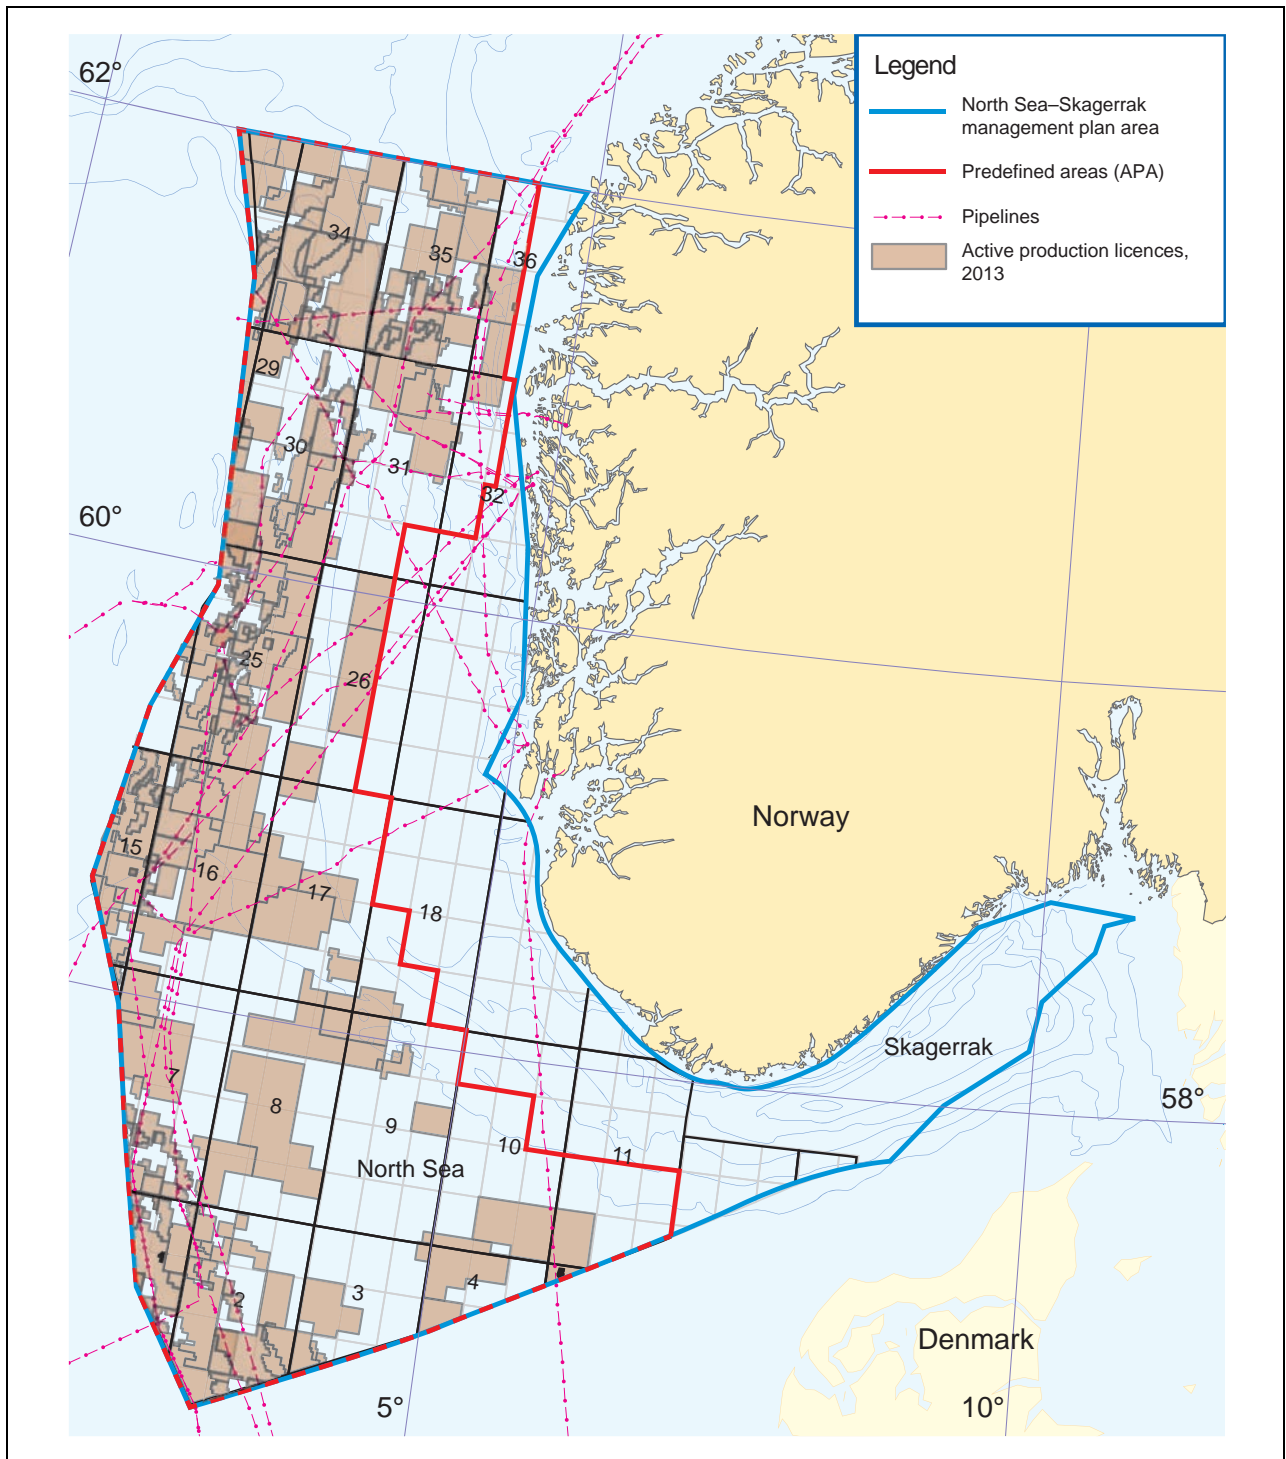 62°
Legend
North Sea–Skagerrak
management plan area
Predefined areas (APA)
Pipelines
Active production licences,
2013
34
35
36
29
30
31
32
60°
25
26
Norway
15
16
17
18
Skagerrak
7
8
9
10
11
58°
North Sea
2
3
4
Denmark
5°
10°